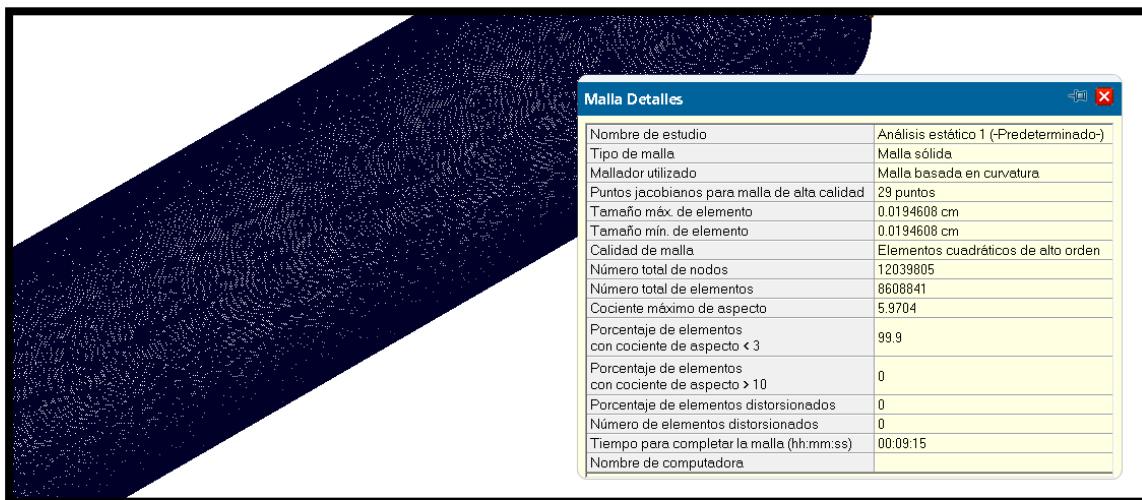 Malla Detalles
Nombre de estudio Análisis estático 1 (-Predeterminado-)
Tipo de malla Malla sólida
Mallador utilizado Malla basada en curvatura
Puntos jacobianos para malla de alta calidad 29 puntos
Tamaño máx. de elemento 0.0194608 cm
Tamaño mín. de elemento 0.0194608 cm
Calidad de malla Elementos cuadráticos de alto orden
Número total de nodos 12039805
Número total de elementos 8608841
Cociente máximo de aspecto 5.9704
Porcentaje de elementos
con cociente de aspecto < 3 99.9
Porcentaje de elementos
con cociente de aspecto > 10 0
Porcentaje de elementos distorsionados 0
Número de elementos distorsionados 0
Tiempo para completar la malla (hh:mm:ss) 00:09:15
Nombre de computadora